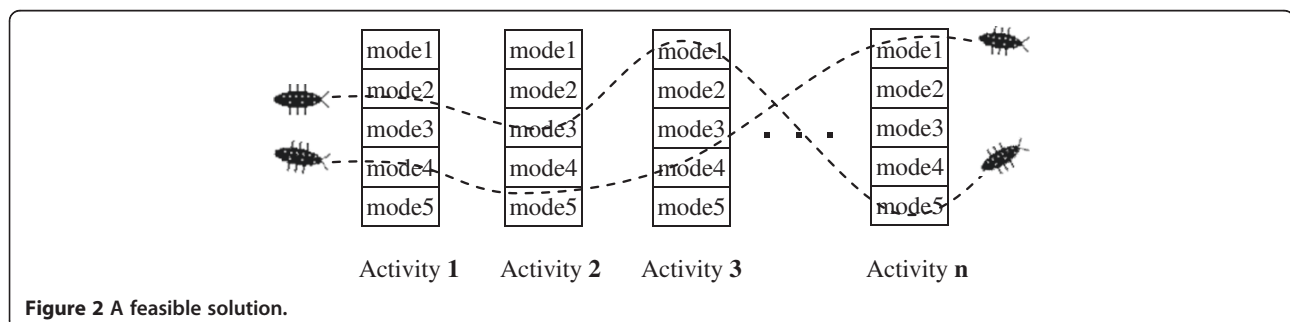 mode1 mode1 mode1 mode1
mode2 mode2 mode2 mode2
mode3 mode3 mode3 . . . mode3
mode4 mode4 mode4 mode4
mode5 mode5 mode5 mode5
Activity 1 Activity 2 Activity 3 Activity n
Figure 2 A feasible solution.